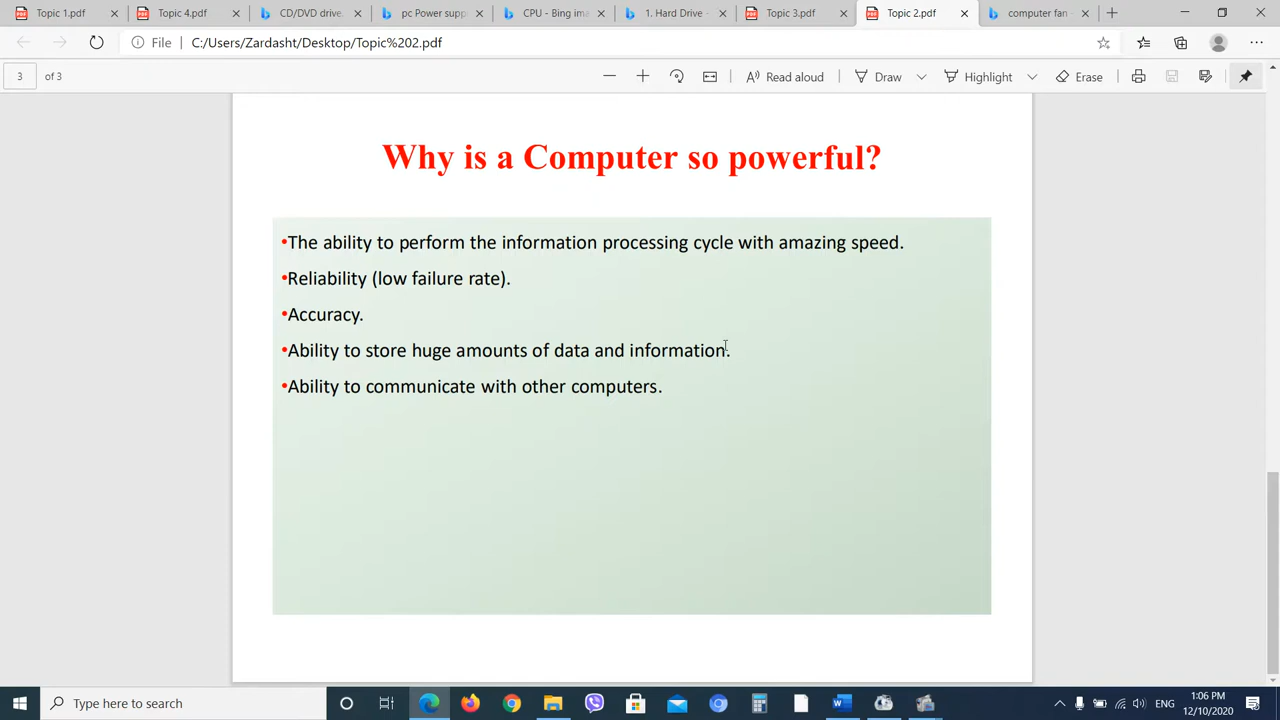 Topic 1.pdf
Topic 4.pdf
CD/DVD drive.
pc Power supp
CPU - Bing ima
1. Hard Drive -
Topic 3.pdf
Topic 2.pdf
computer fan -
File
C:/Users/Zardasht/Desktop/Topic%202.pdf
3 of 3
Read aloud
Draw
Highlight
Erase
Why is a Computer so powerful?
•The ability to perform the information processing cycle with amazing speed.
•Reliability (low failure rate).
•Accuracy.
•Ability to store huge amounts of data and information.
•Ability to communicate with other computers.
Type here to search
ENG
1:06 PM
12/10/2020